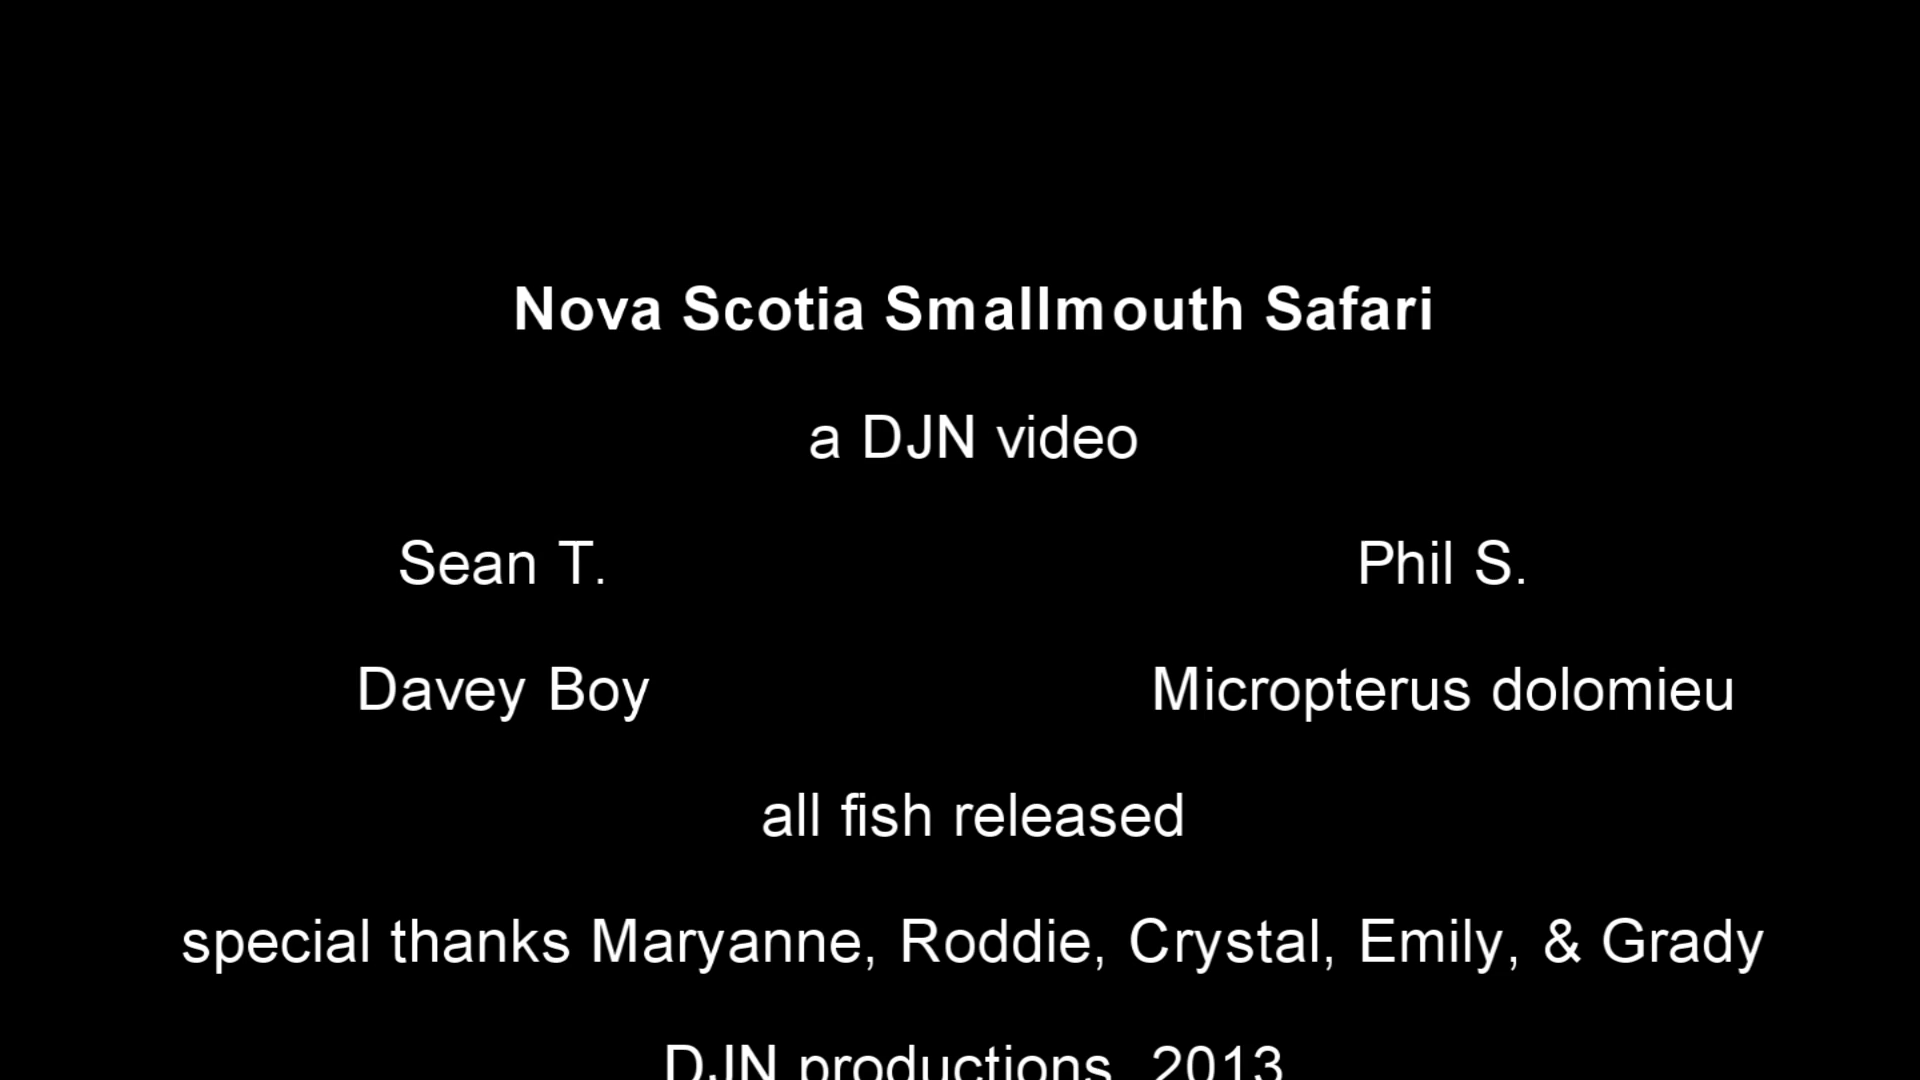 Nova Scotia Smallmouth Safari
a DJN video
Sean T. Phil S.
Davey Boy Micropterus dolomieu
all fish released
special thanks Maryanne, Roddie, Crystal, Emily, & Grady
DJN productions 2013